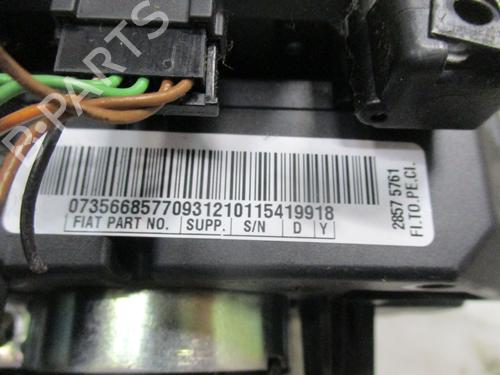 07356685770931210115419918
FIAT PART NO. SUPP. S/N D Y
2857 5761
FI.TO.PE.CI.